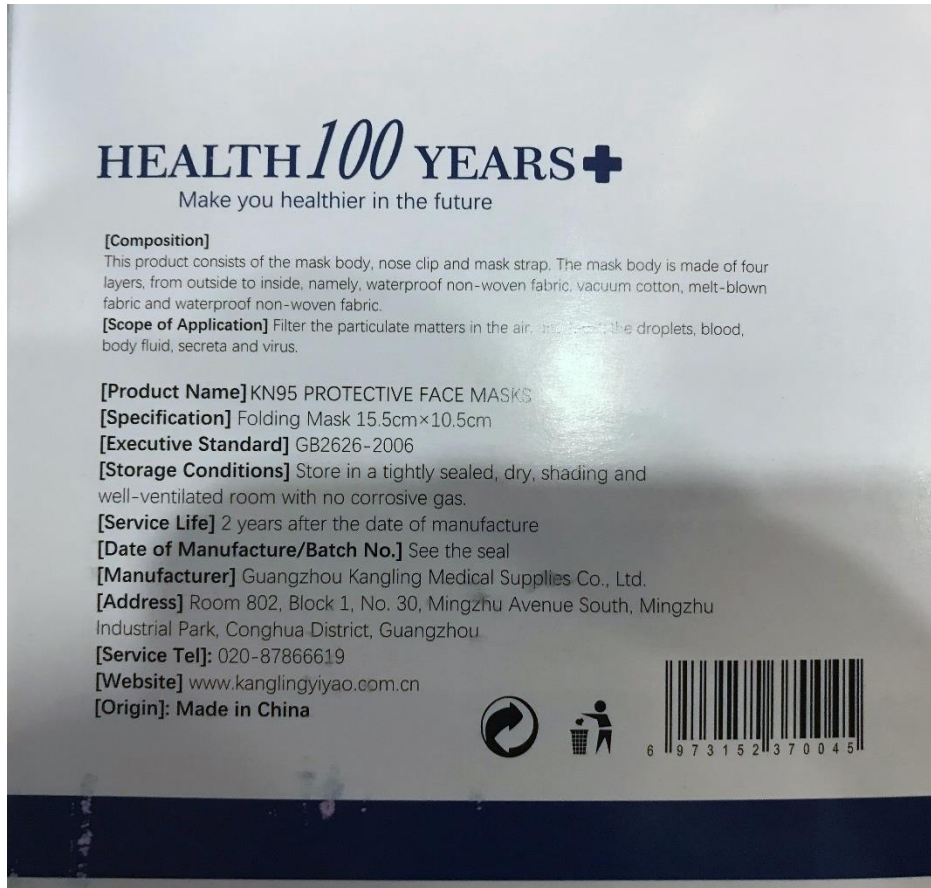 HEALTH 100 YEARS
Make you healthier in the future
[Composition]
This product consists of the mask body, nose clip and mask strap. The mask body is made of four
layers, from outside to inside, namely, waterproof non-woven fabric, vacuum cotton, melt-blown
fabric and waterproof non-woven fabric.
[Scope of Application] Filter the particulate matters in the air, the droplets, blood,
body fluid, secreta and virus.
[Product Name] KN95 PROTECTIVE FACE MASKS
[Specification] Folding Mask 15.5cm×10.5cm
[Executive Standard] GB2626-2006
[Storage Conditions] Store in a tightly sealed, dry, shading and
well-ventilated room with no corrosive gas.
[Service Life] 2 years after the date of manufacture
[Date of Manufacture/Batch No.] See the seal
[Manufacturer] Guangzhou Kangling Medical Supplies Co., Ltd.
[Address] Room 802, Block 1, No. 30, Mingzhu Avenue South, Mingzhu
Industrial Park, Conghua District, Guangzhou
[Service Tel]: 020-87866619
[Website] www.kanglingyiyao.com.cn
[Origin]: Made in China
6 973152 370045